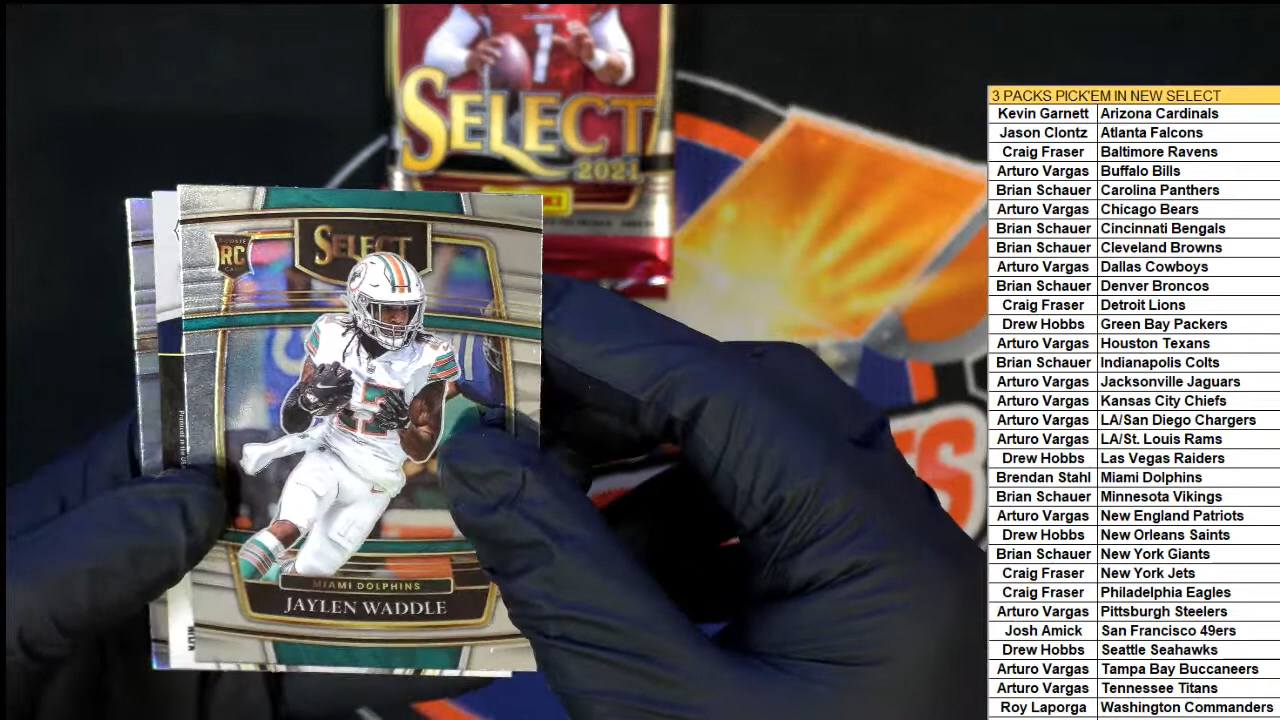 SELECT
2021
ROOKIE
RC
CARD
SELECT
MIAMI DOLPHINS
JAYLEN WADDLE
3 PACKS PICK'EM IN NEW SELECT
Kevin Garnett Arizona Cardinals
Jason Clontz Atlanta Falcons
Craig Fraser Baltimore Ravens
Arturo Vargas Buffalo Bills
Brian Schauer Carolina Panthers
Arturo Vargas Chicago Bears
Brian Schauer Cincinnati Bengals
Brian Schauer Cleveland Browns
Arturo Vargas Dallas Cowboys
Brian Schauer Denver Broncos
Craig Fraser Detroit Lions
Drew Hobbs Green Bay Packers
Arturo Vargas Houston Texans
Brian Schauer Indianapolis Colts
Arturo Vargas Jacksonville Jaguars
Arturo Vargas Kansas City Chiefs
Arturo Vargas LA/San Diego Chargers
Arturo Vargas LA/St. Louis Rams
Drew Hobbs Las Vegas Raiders
Brendan Stahl Miami Dolphins
Brian Schauer Minnesota Vikings
Arturo Vargas New England Patriots
Drew Hobbs New Orleans Saints
Brian Schauer New York Giants
Craig Fraser New York Jets
Craig Fraser Philadelphia Eagles
Arturo Vargas Pittsburgh Steelers
Josh Amick San Francisco 49ers
Drew Hobbs Seattle Seahawks
Arturo Vargas Tampa Bay Buccaneers
Arturo Vargas Tennessee Titans
Roy Laporga Washington Commanders